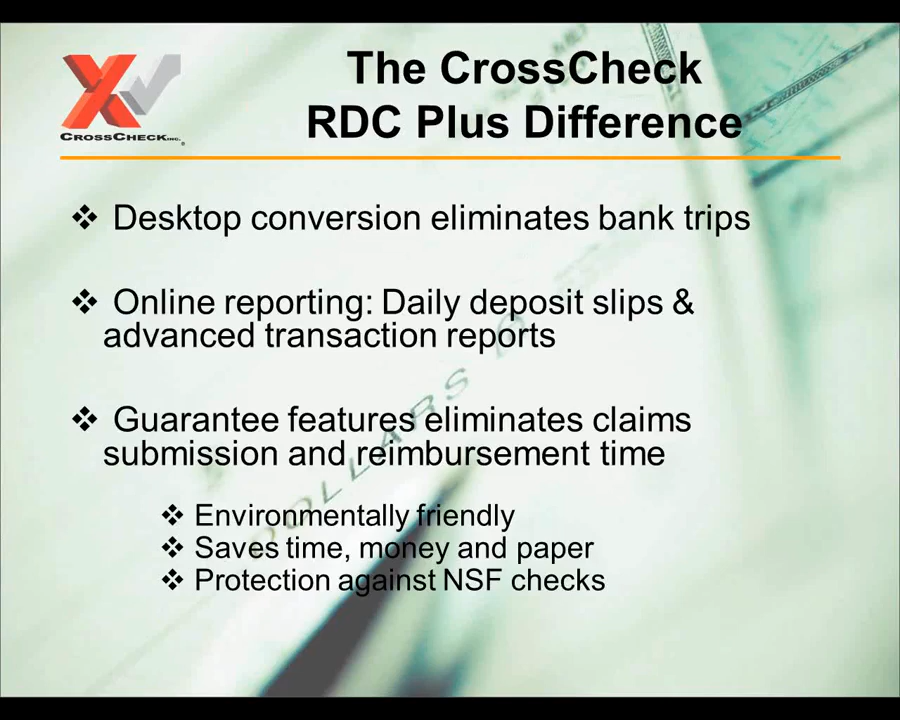 The CrossCheck
RDC Plus Difference
CROSSCHECK INC.
❖ Desktop conversion eliminates bank trips
❖ Online reporting: Daily deposit slips &
advanced transaction reports
❖ Guarantee features eliminates claims
submission and reimbursement time
❖ Environmentally friendly
❖ Saves time, money and paper
❖ Protection against NSF checks
DOLLARS